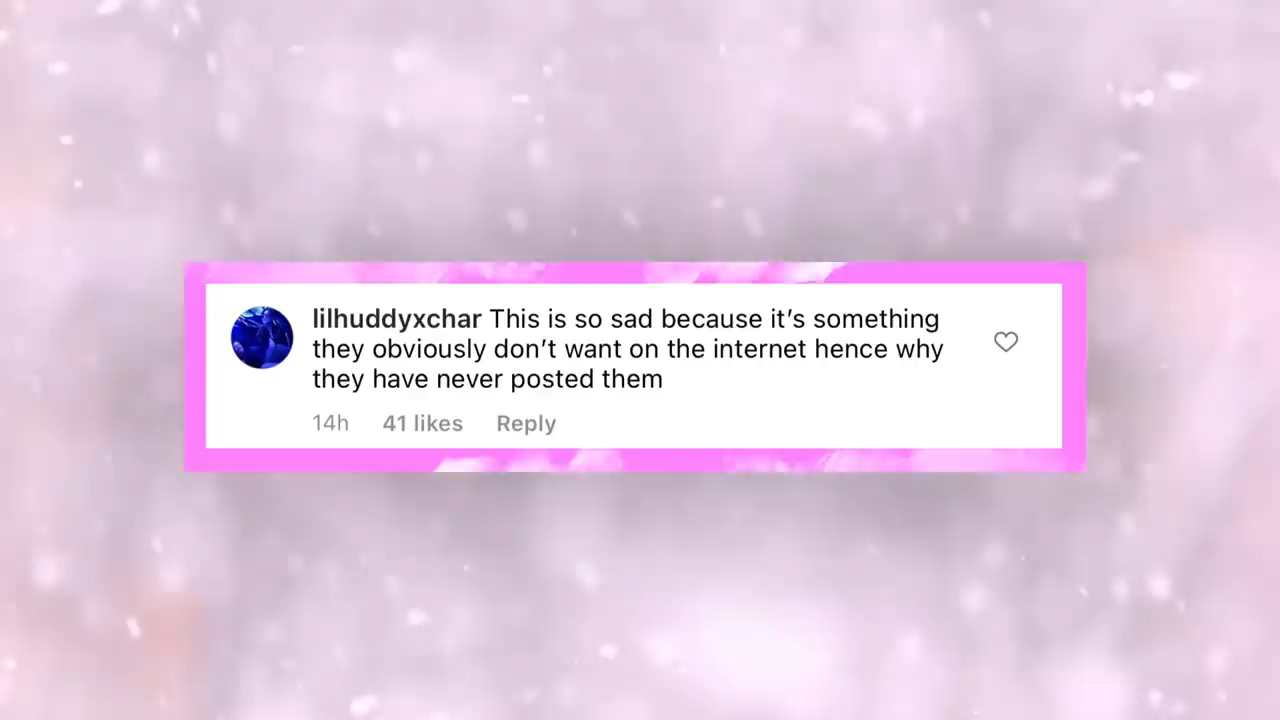 lilhuddyxchar This is so sad because it’s something
they obviously don’t want on the internet hence why
they have never posted them
14h 41 likes Reply